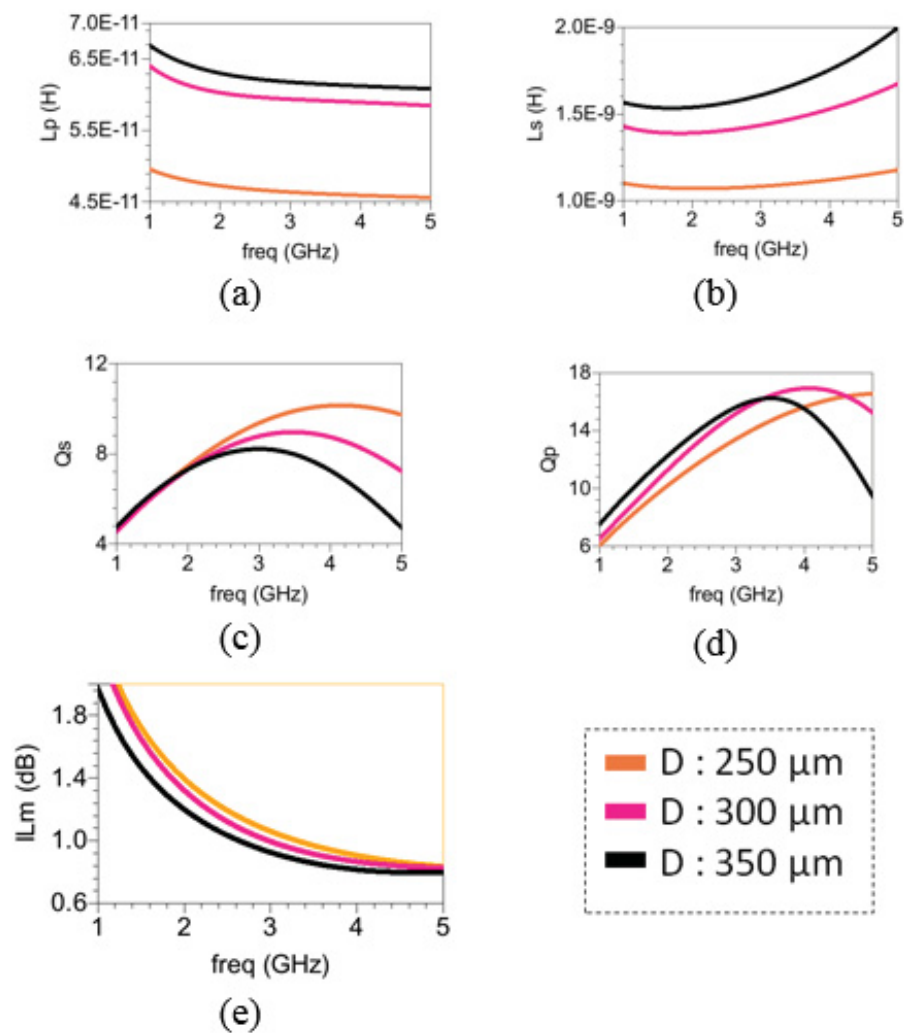 7.0E-11
6.5E-11
5.5E-11
4.5E-11
Lp (H)
1 2 3 4 5
freq (GHz)
(a)
2.0E-9
1.5E-9
1.0E-9
Ls (H)
1 2 3 4 5
freq (GHz)
(b)
12
8
4
Qs
1 2 3 4 5
freq (GHz)
(c)
18
14
10
6
Qp
1 2 3 4 5
freq (GHz)
(d)
1.8
1.4
1.0
0.6
ILm (dB)
1 2 3 4 5
freq (GHz)
(e)
D : 250 µm
D : 300 µm
D : 350 µm